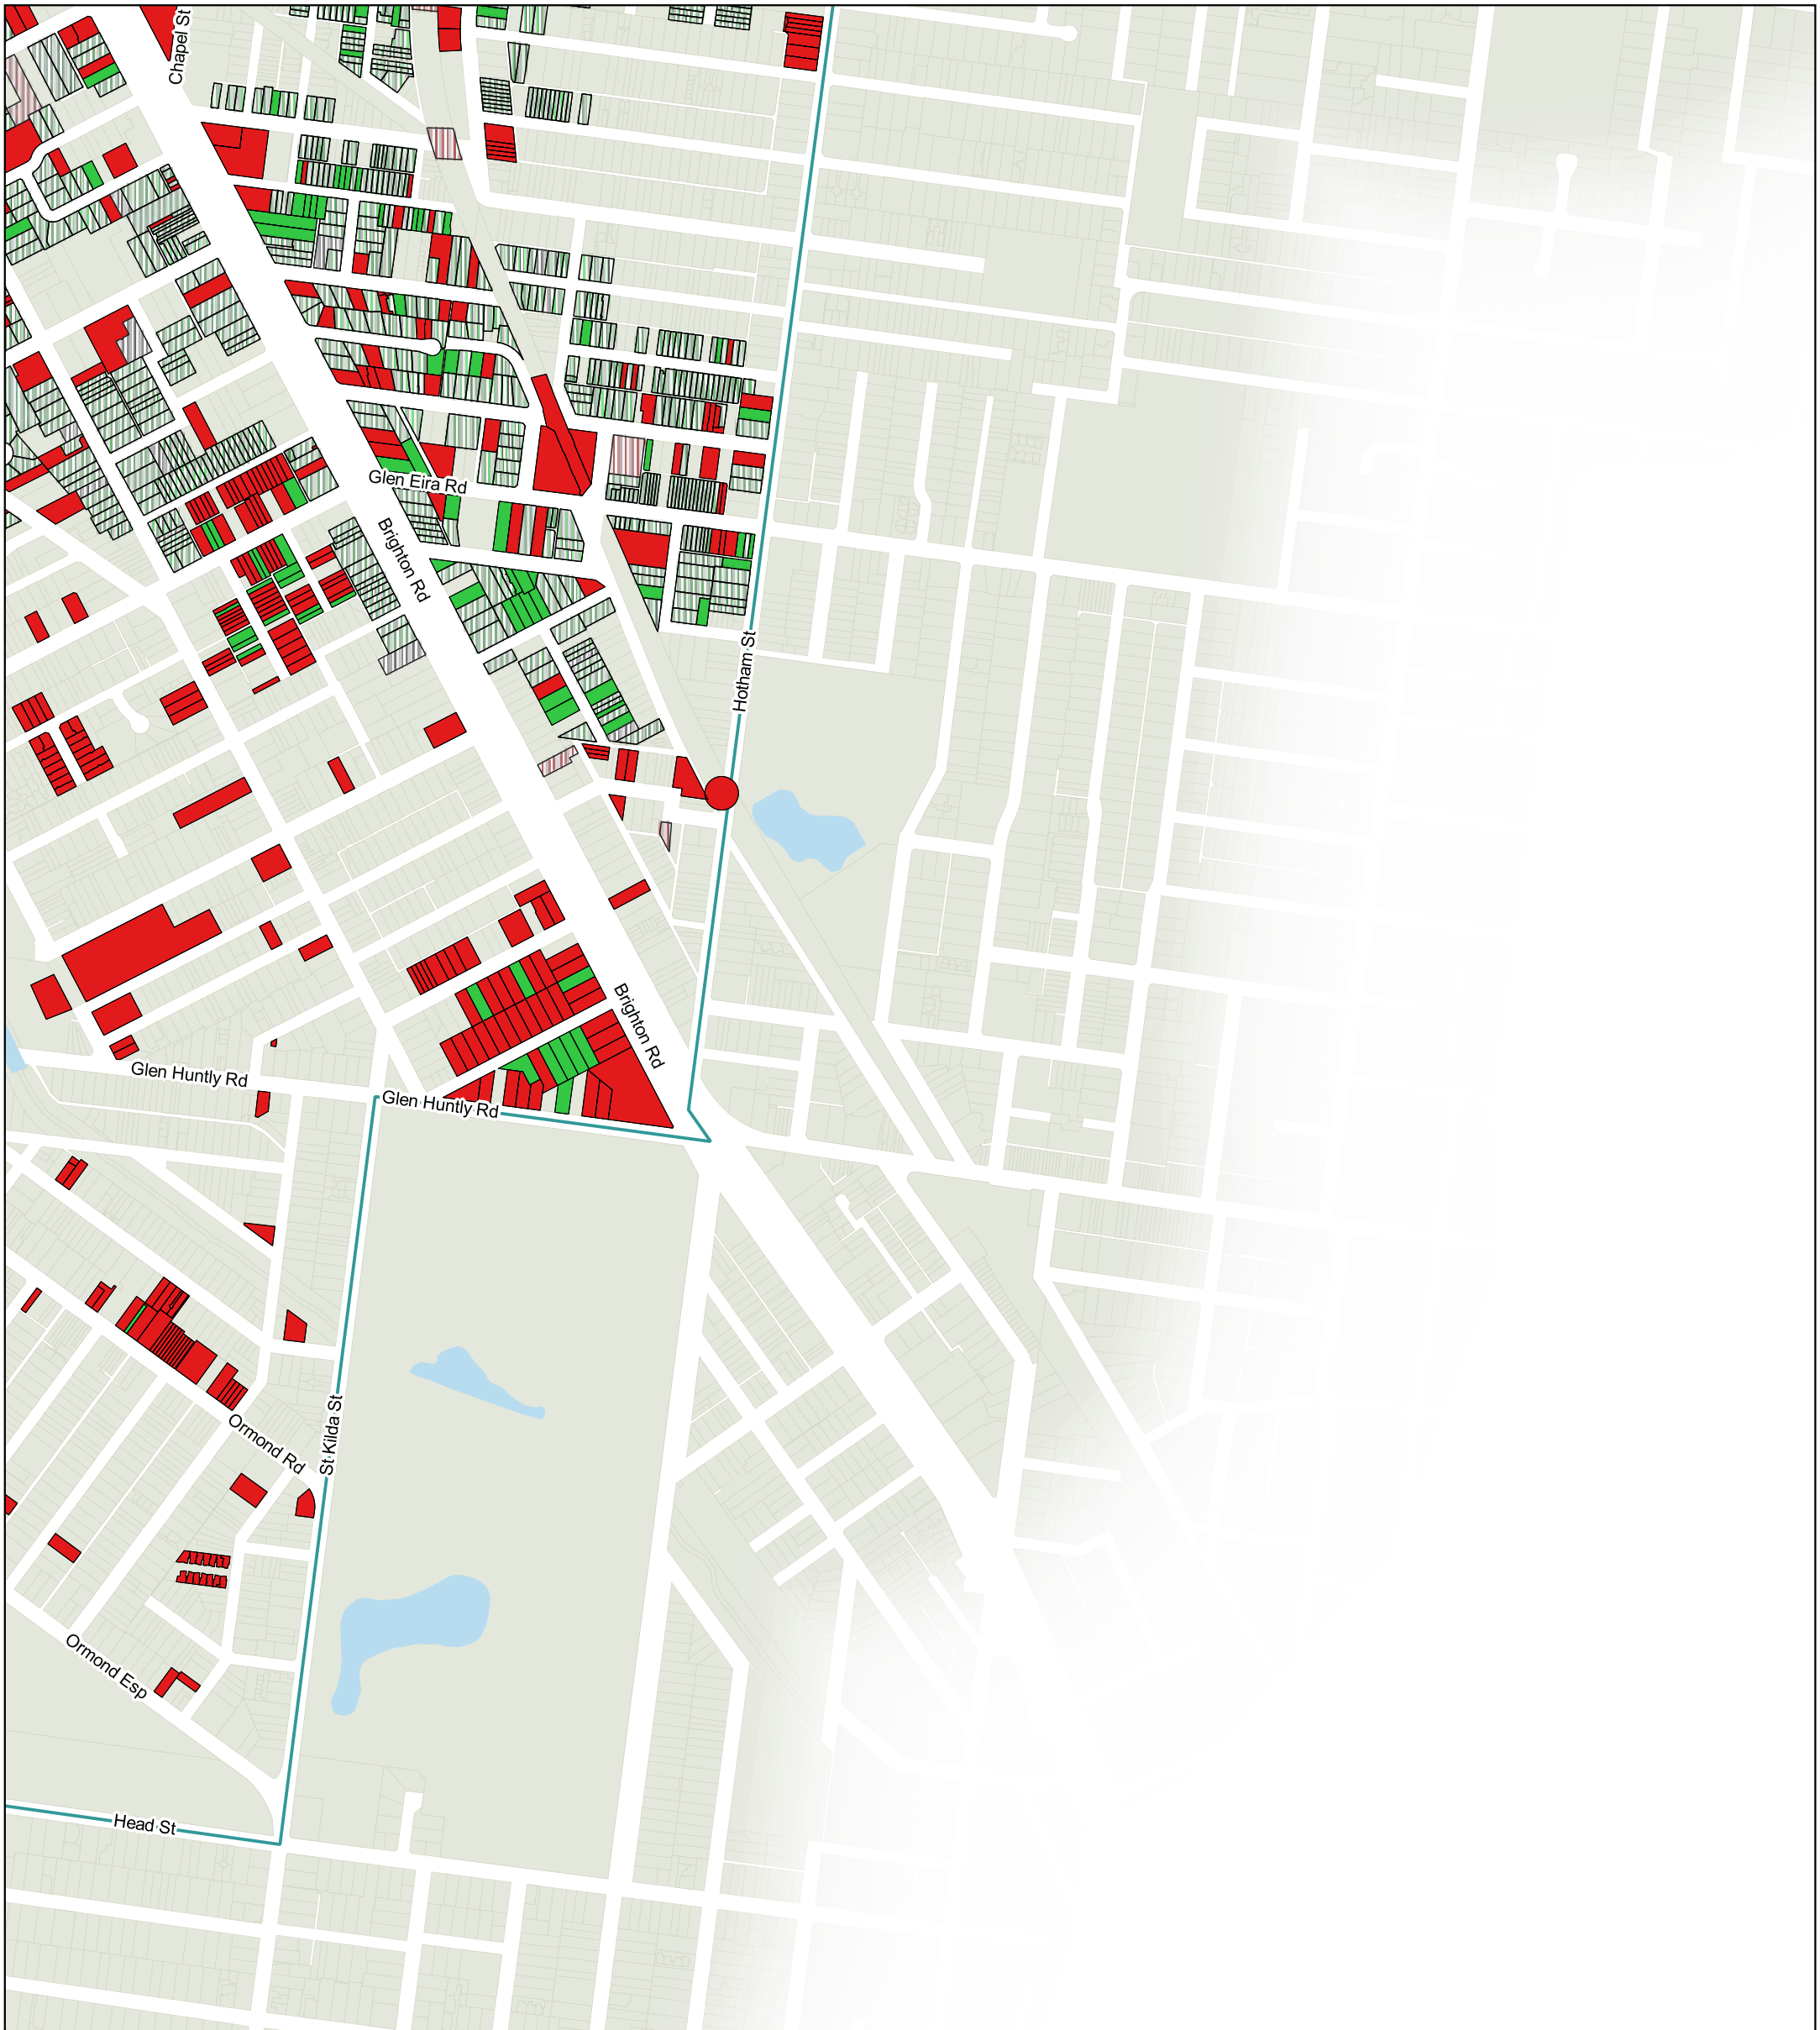 Chapel St
Glen Eira Rd
Brighton Rd
Hotham St
Brighton Rd
Glen Huntly Rd
Glen Huntly Rd
St Kilda St
Ormond Rd
Ormond Esp
Head St